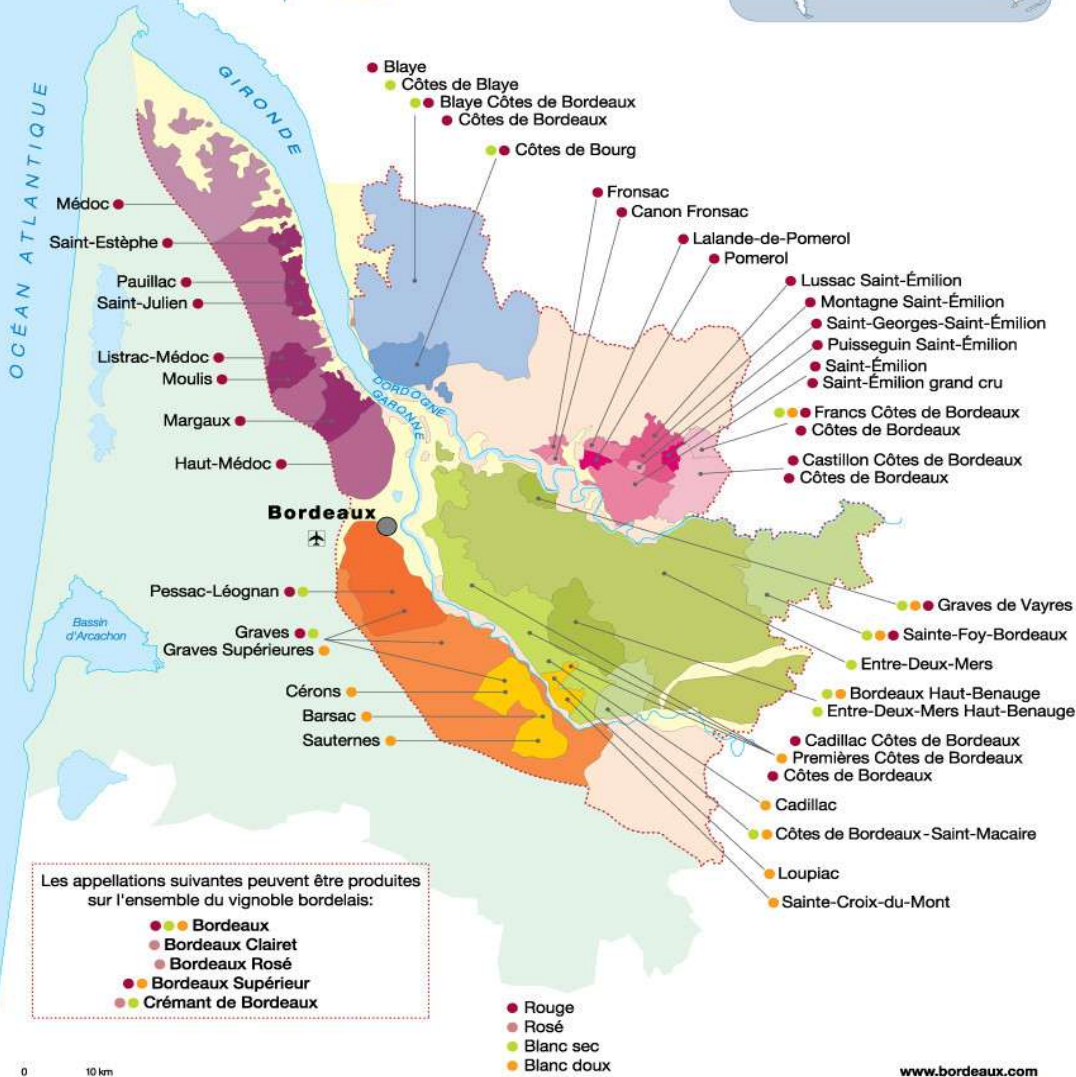 OCÉAN ATLANTIQUE
GIRONDE
Blaye
Côtes de Blaye
Blaye Côtes de Bordeaux
Côtes de Bordeaux
Côtes de Bourg
Fronsac
Canon Fronsac
Lalande-de-Pomerol
Pomerol
Lussac Saint-Émilion
Montagne Saint-Émilion
Saint-Georges-Saint-Émilion
Puisseguin Saint-Émilion
Saint-Émilion
Saint-Émilion grand cru
Francs Côtes de Bordeaux
Côtes de Bordeaux
Castillon Côtes de Bordeaux
Côtes de Bordeaux
Médoc
Saint-Estèphe
Pauillac
Saint-Julien
Listrac-Médoc
Moulis
Margaux
Haut-Médoc
DORDOGNE
GARONNE
Bordeaux
Pessac-Léognan
Graves
Graves Supérieures
Cérons
Barsac
Sauternes
Bassin
d'Arcachon
Graves de Vayres
Sainte-Foy-Bordeaux
Entre-Deux-Mers
Bordeaux Haut-Benauge
Entre-Deux-Mers Haut-Benauge
Cadillac Côtes de Bordeaux
Premières Côtes de Bordeaux
Côtes de Bordeaux
Cadillac
Côtes de Bordeaux-Saint-Macaire
Loupiac
Sainte-Croix-du-Mont
Les appellations suivantes peuvent être produites
sur l'ensemble du vignoble bordelais:
Bordeaux
Bordeaux Clairet
Bordeaux Rosé
Bordeaux Supérieur
Crémant de Bordeaux
Rouge
Rosé
Blanc sec
Blanc doux
0 10 km
www.bordeaux.com